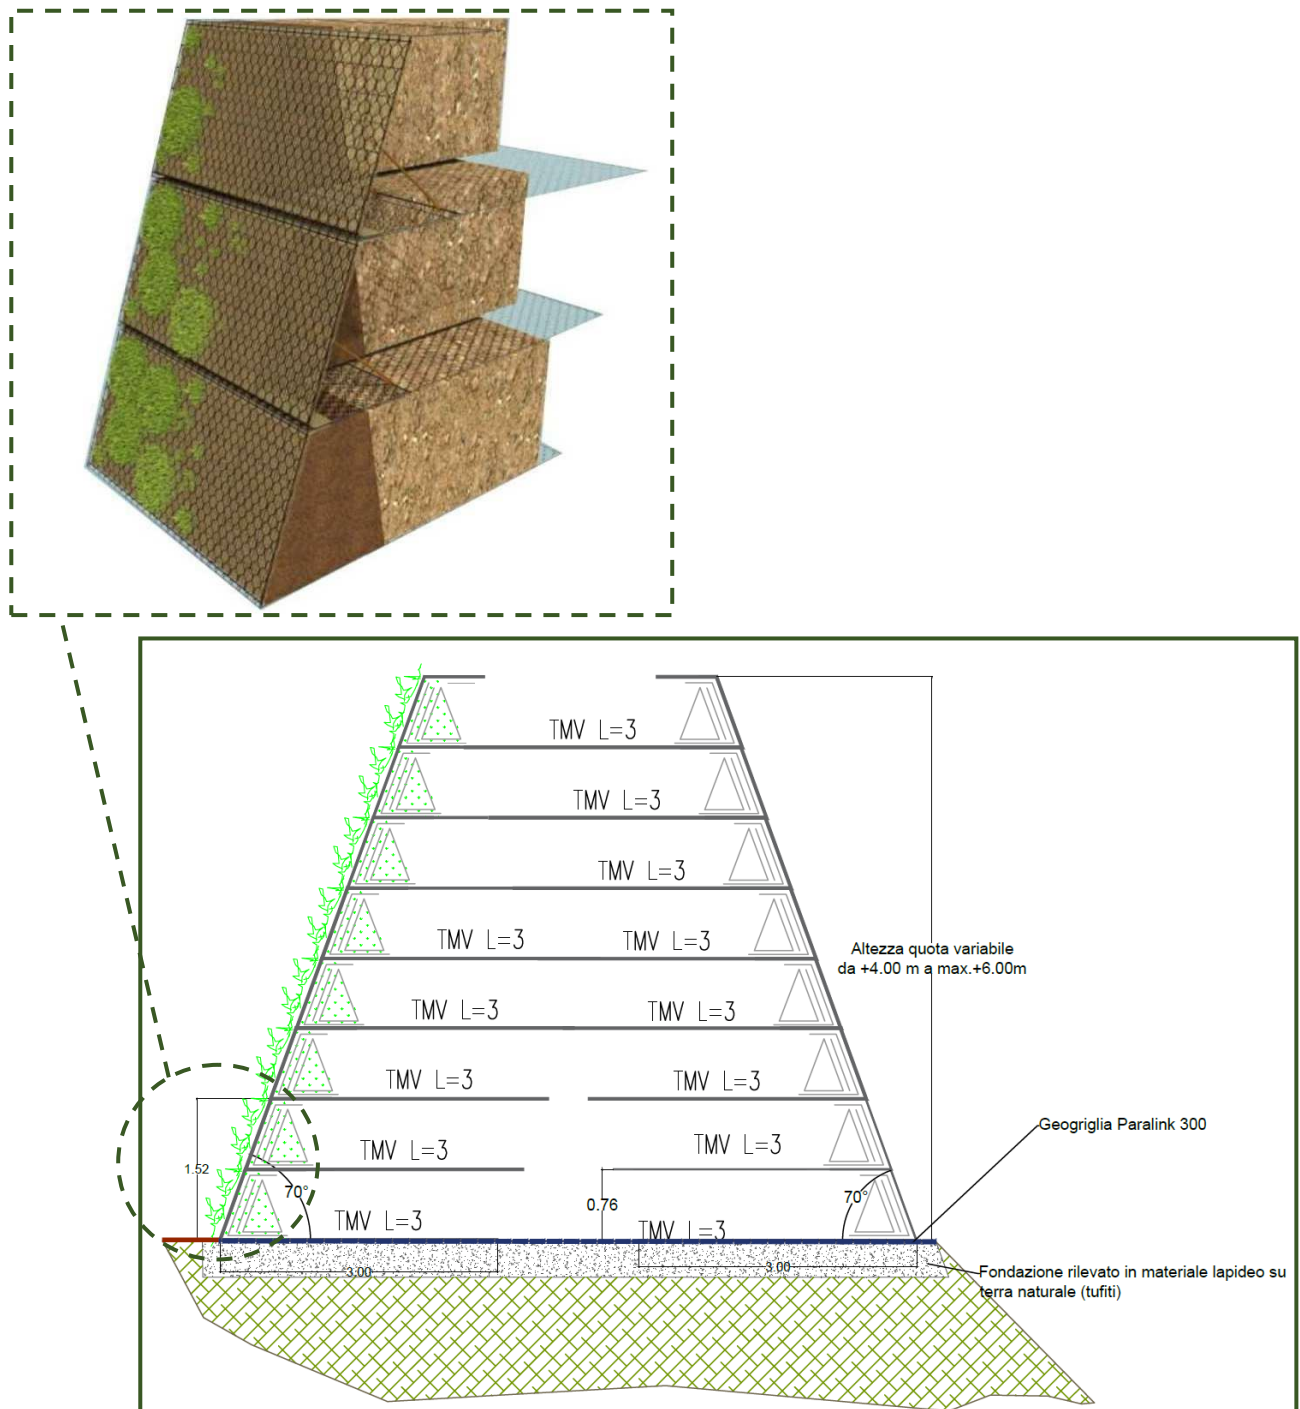 TMV L=3
TMV L=3
TMV L=3
TMV L=3 TMV L=3
Altezza quota variabile
da +4.00 m a max.+6.00m
TMV L=3 TMV L=3
TMV L=3 TMV L=3
Geogriglia Paralink 300
TMV L=3 TMV L=3
1.52
70° 0.76 70°
TMV L=3 TMV L=3
3.00 3.00
Fondazione rilevato in materiale lapideo su
terra naturale (tufiti)